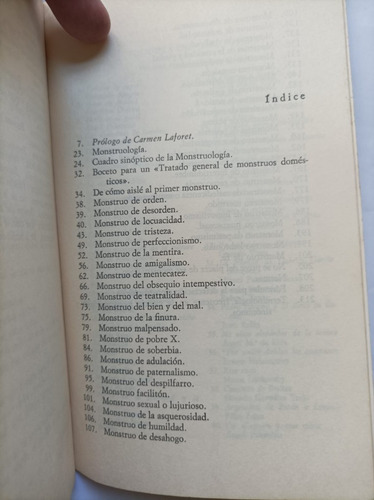 Índice
7. Prólogo de Carmen Laforet.
23. Monstruología.
24. Cuadro sinóptico de la Monstruología.
32. Boceto para un «Tratado general de monstruos domés-
ticos».
34. De cómo aislé al primer monstruo.
38. Monstruo de orden.
39. Monstruo de desorden.
40. Monstruo de locuacidad.
43. Monstruo de tristeza.
49. Monstruo de perfeccionismo.
52. Monstruo de la mentira.
56. Monstruo de amigalismo.
62. Monstruo de mentecatez.
66. Monstruo del obsequio intempestivo.
69. Monstruo de teatralidad.
73. Monstruo del bien y del mal.
75. Monstruo de la finura.
79. Monstruo malpensado.
81. Monstruo de pobre X.
84. Monstruo de soberbia.
86. Monstruo de adulación.
91. Monstruo de paternalismo.
93. Monstruo del despilfarro.
99. Monstruo facilitón.
101. Monstruo sexual o lujurioso.
104. Monstruo de la asquerosidad.
106. Monstruo de humildad.
107. Monstruo de desahogo.